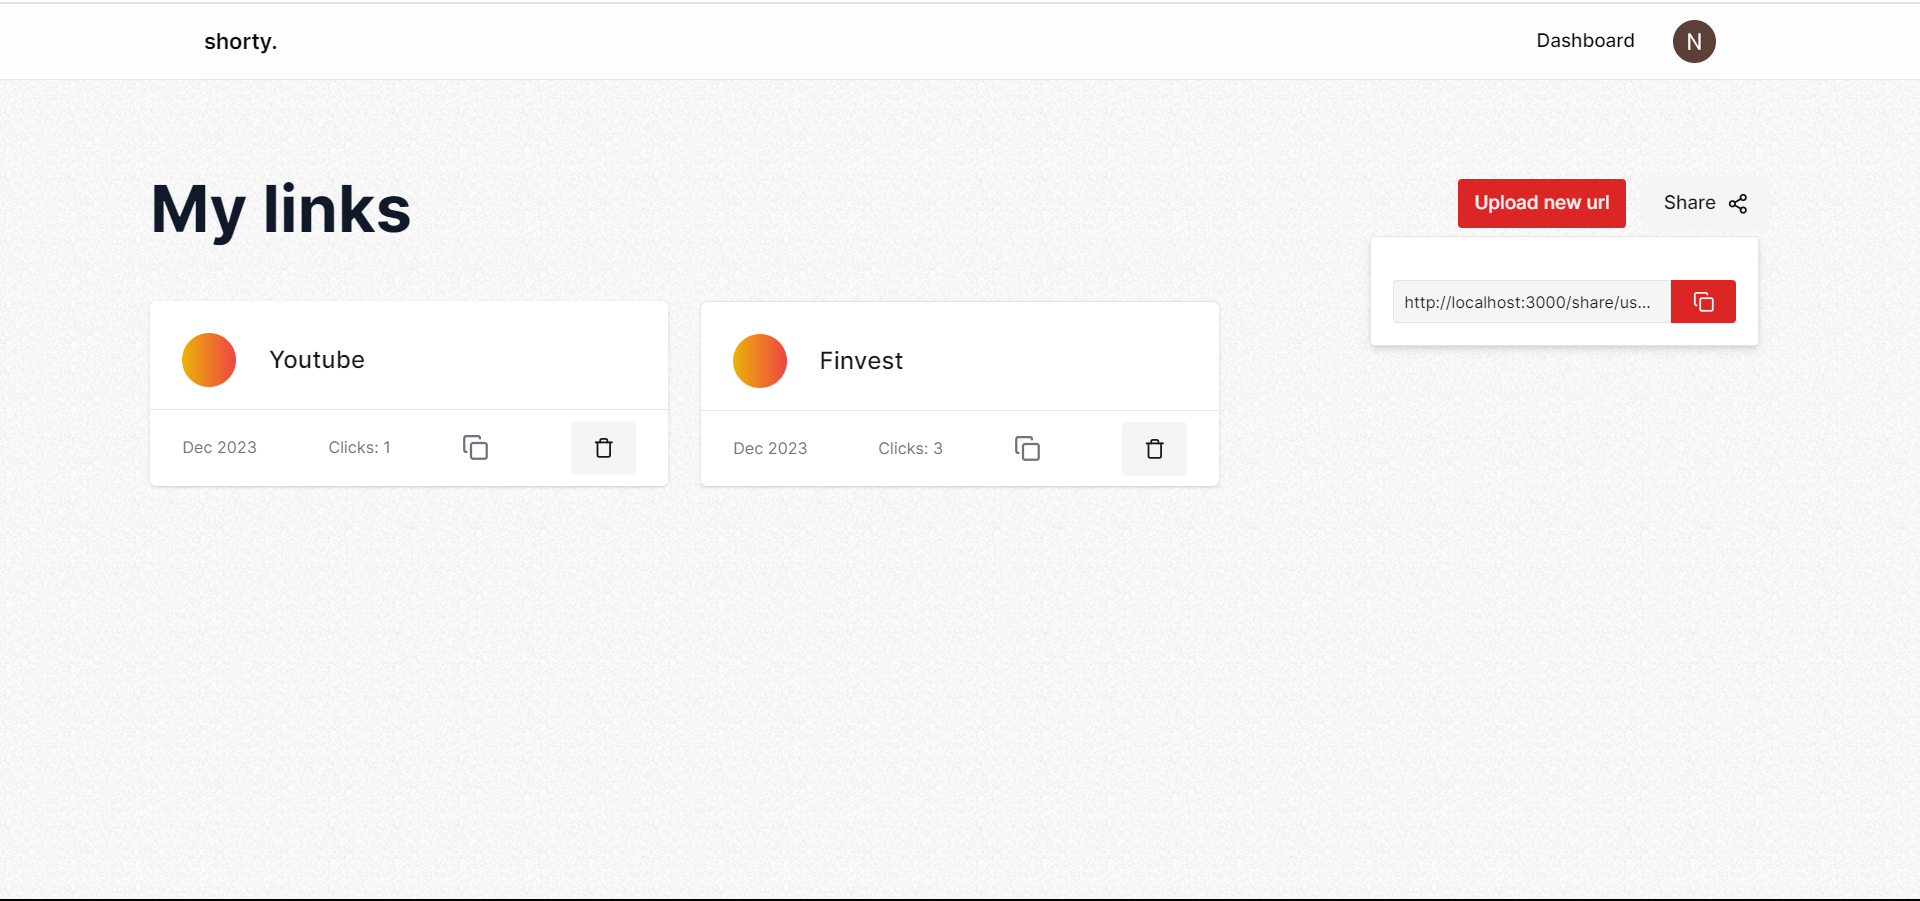 shorty.
Dashboard
N
My links
Upload new url
Share
http://localhost:3000/share/us...
Youtube
Dec 2023
Clicks: 1
Finvest
Dec 2023
Clicks: 3